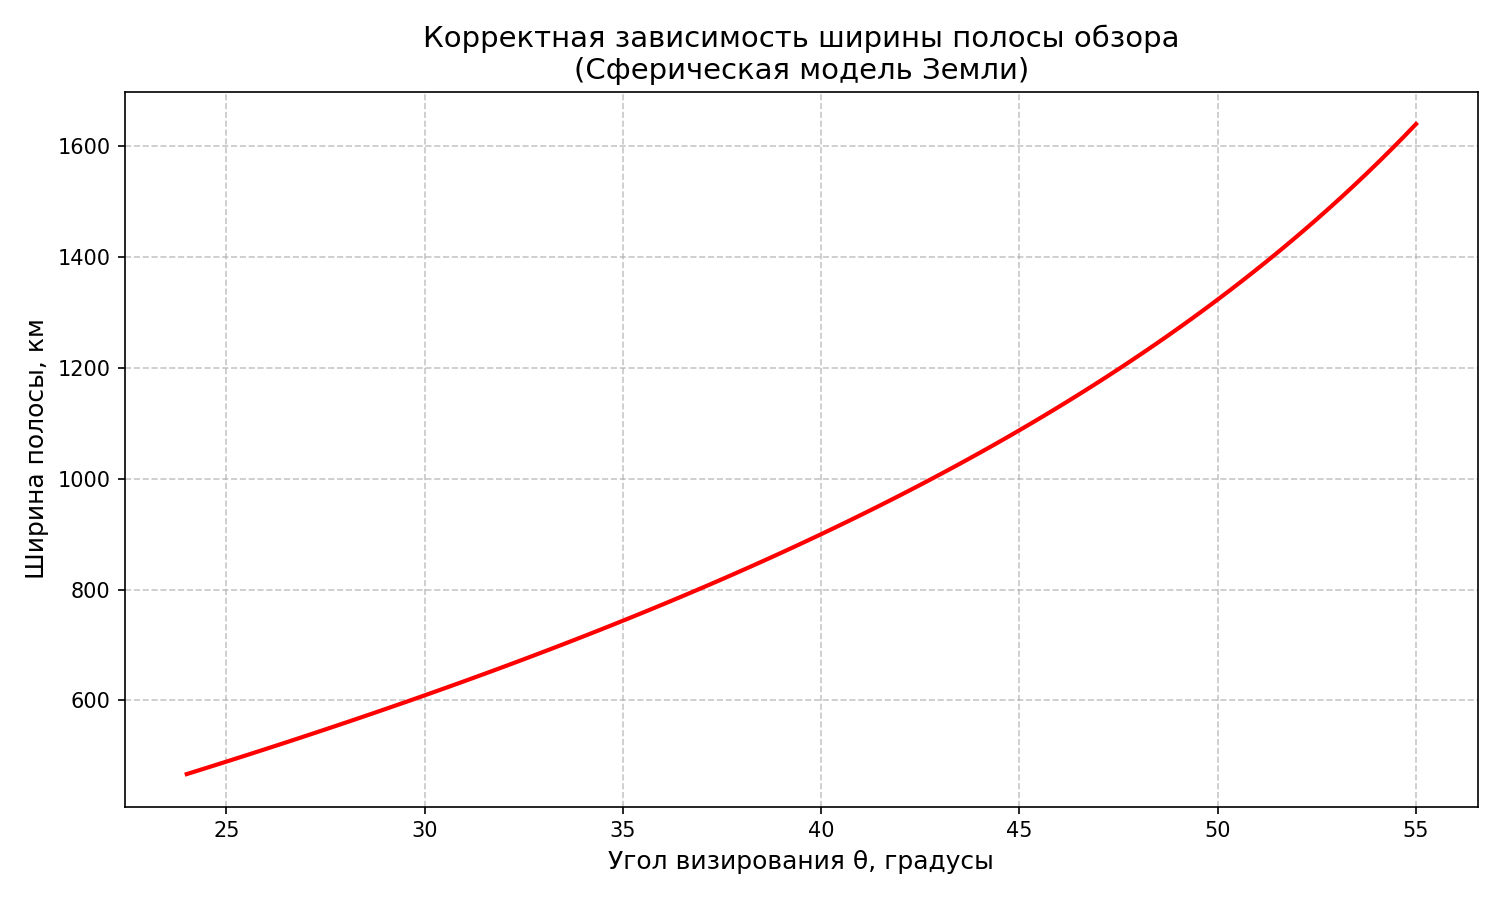 Корректная зависимость ширины полосы обзора
(Сферическая модель Земли)
Ширина полосы, км
1600
1400
1200
1000
800
600
25 30 35 40 45 50 55
Угол визирования θ, градусы